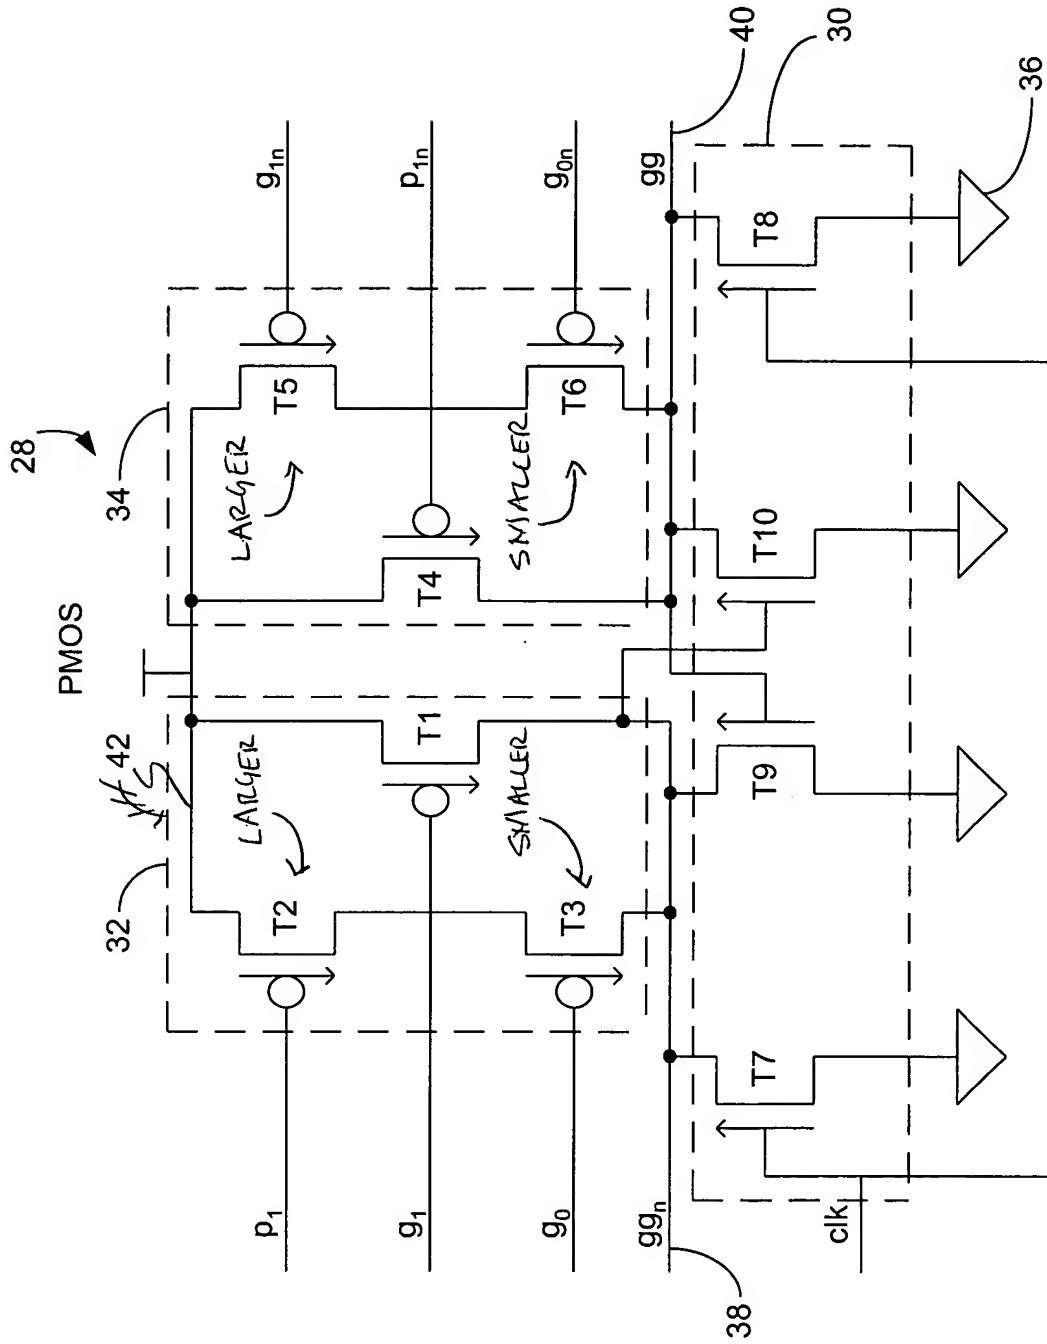 28
40
30
36
34
32
42
38
PMOS
p1
g1
g0
ggn
clk
g1n
p1n
g0n
gg
T2
LARGER
T1
T3
SMALLER
T5
LARGER
T4
T6
SMALLER
T7
T9
T10
T8